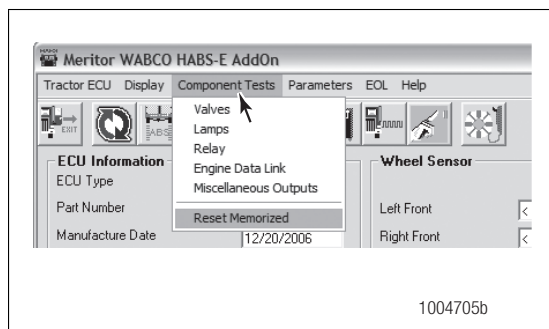 Meritor WABCO HABS-E AddOn
Tractor ECU Display Component Tests Parameters EOL Help
EXIT ABS
Valves
Lamps
Relay
Engine Data Link
Miscellaneous Outputs
Reset Memorized
ECU Information
ECU Type
Part Number
Manufacture Date 12/20/2006
Wheel Sensor
Left Front <
Right Front <
1004705b